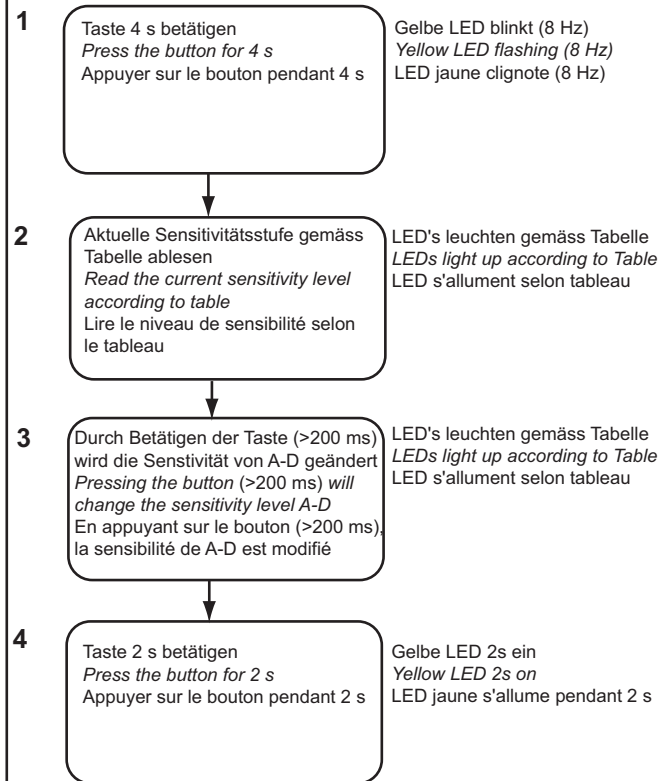 1
Taste 4 s betätigen
Press the button for 4 s
Appuyer sur le bouton pendant 4 s
Gelbe LED blinkt (8 Hz)
Yellow LED flashing (8 Hz)
LED jaune clignote (8 Hz)
2
Aktuelle Sensitivitätsstufe gemäss
Tabelle ablesen
Read the current sensitivity level
according to table
Lire le niveau de sensibilité selon
le tableau
LED's leuchten gemäss Tabelle
LEDs light up according to Table
LED s'allument selon tableau
3
Durch Betätigen der Taste (>200 ms)
wird die Senstivität von A-D geändert
Pressing the button (>200 ms) will
change the sensitivity level A-D
En appuyant sur le bouton (>200 ms),
la sensibilité de A-D est modifié
LED's leuchten gemäss Tabelle
LEDs light up according to Table
LED s'allument selon tableau
4
Taste 2 s betätigen
Press the button for 2 s
Appuyer sur le bouton pendant 2 s
Gelbe LED 2s ein
Yellow LED 2s on
LED jaune s'allume pendant 2 s